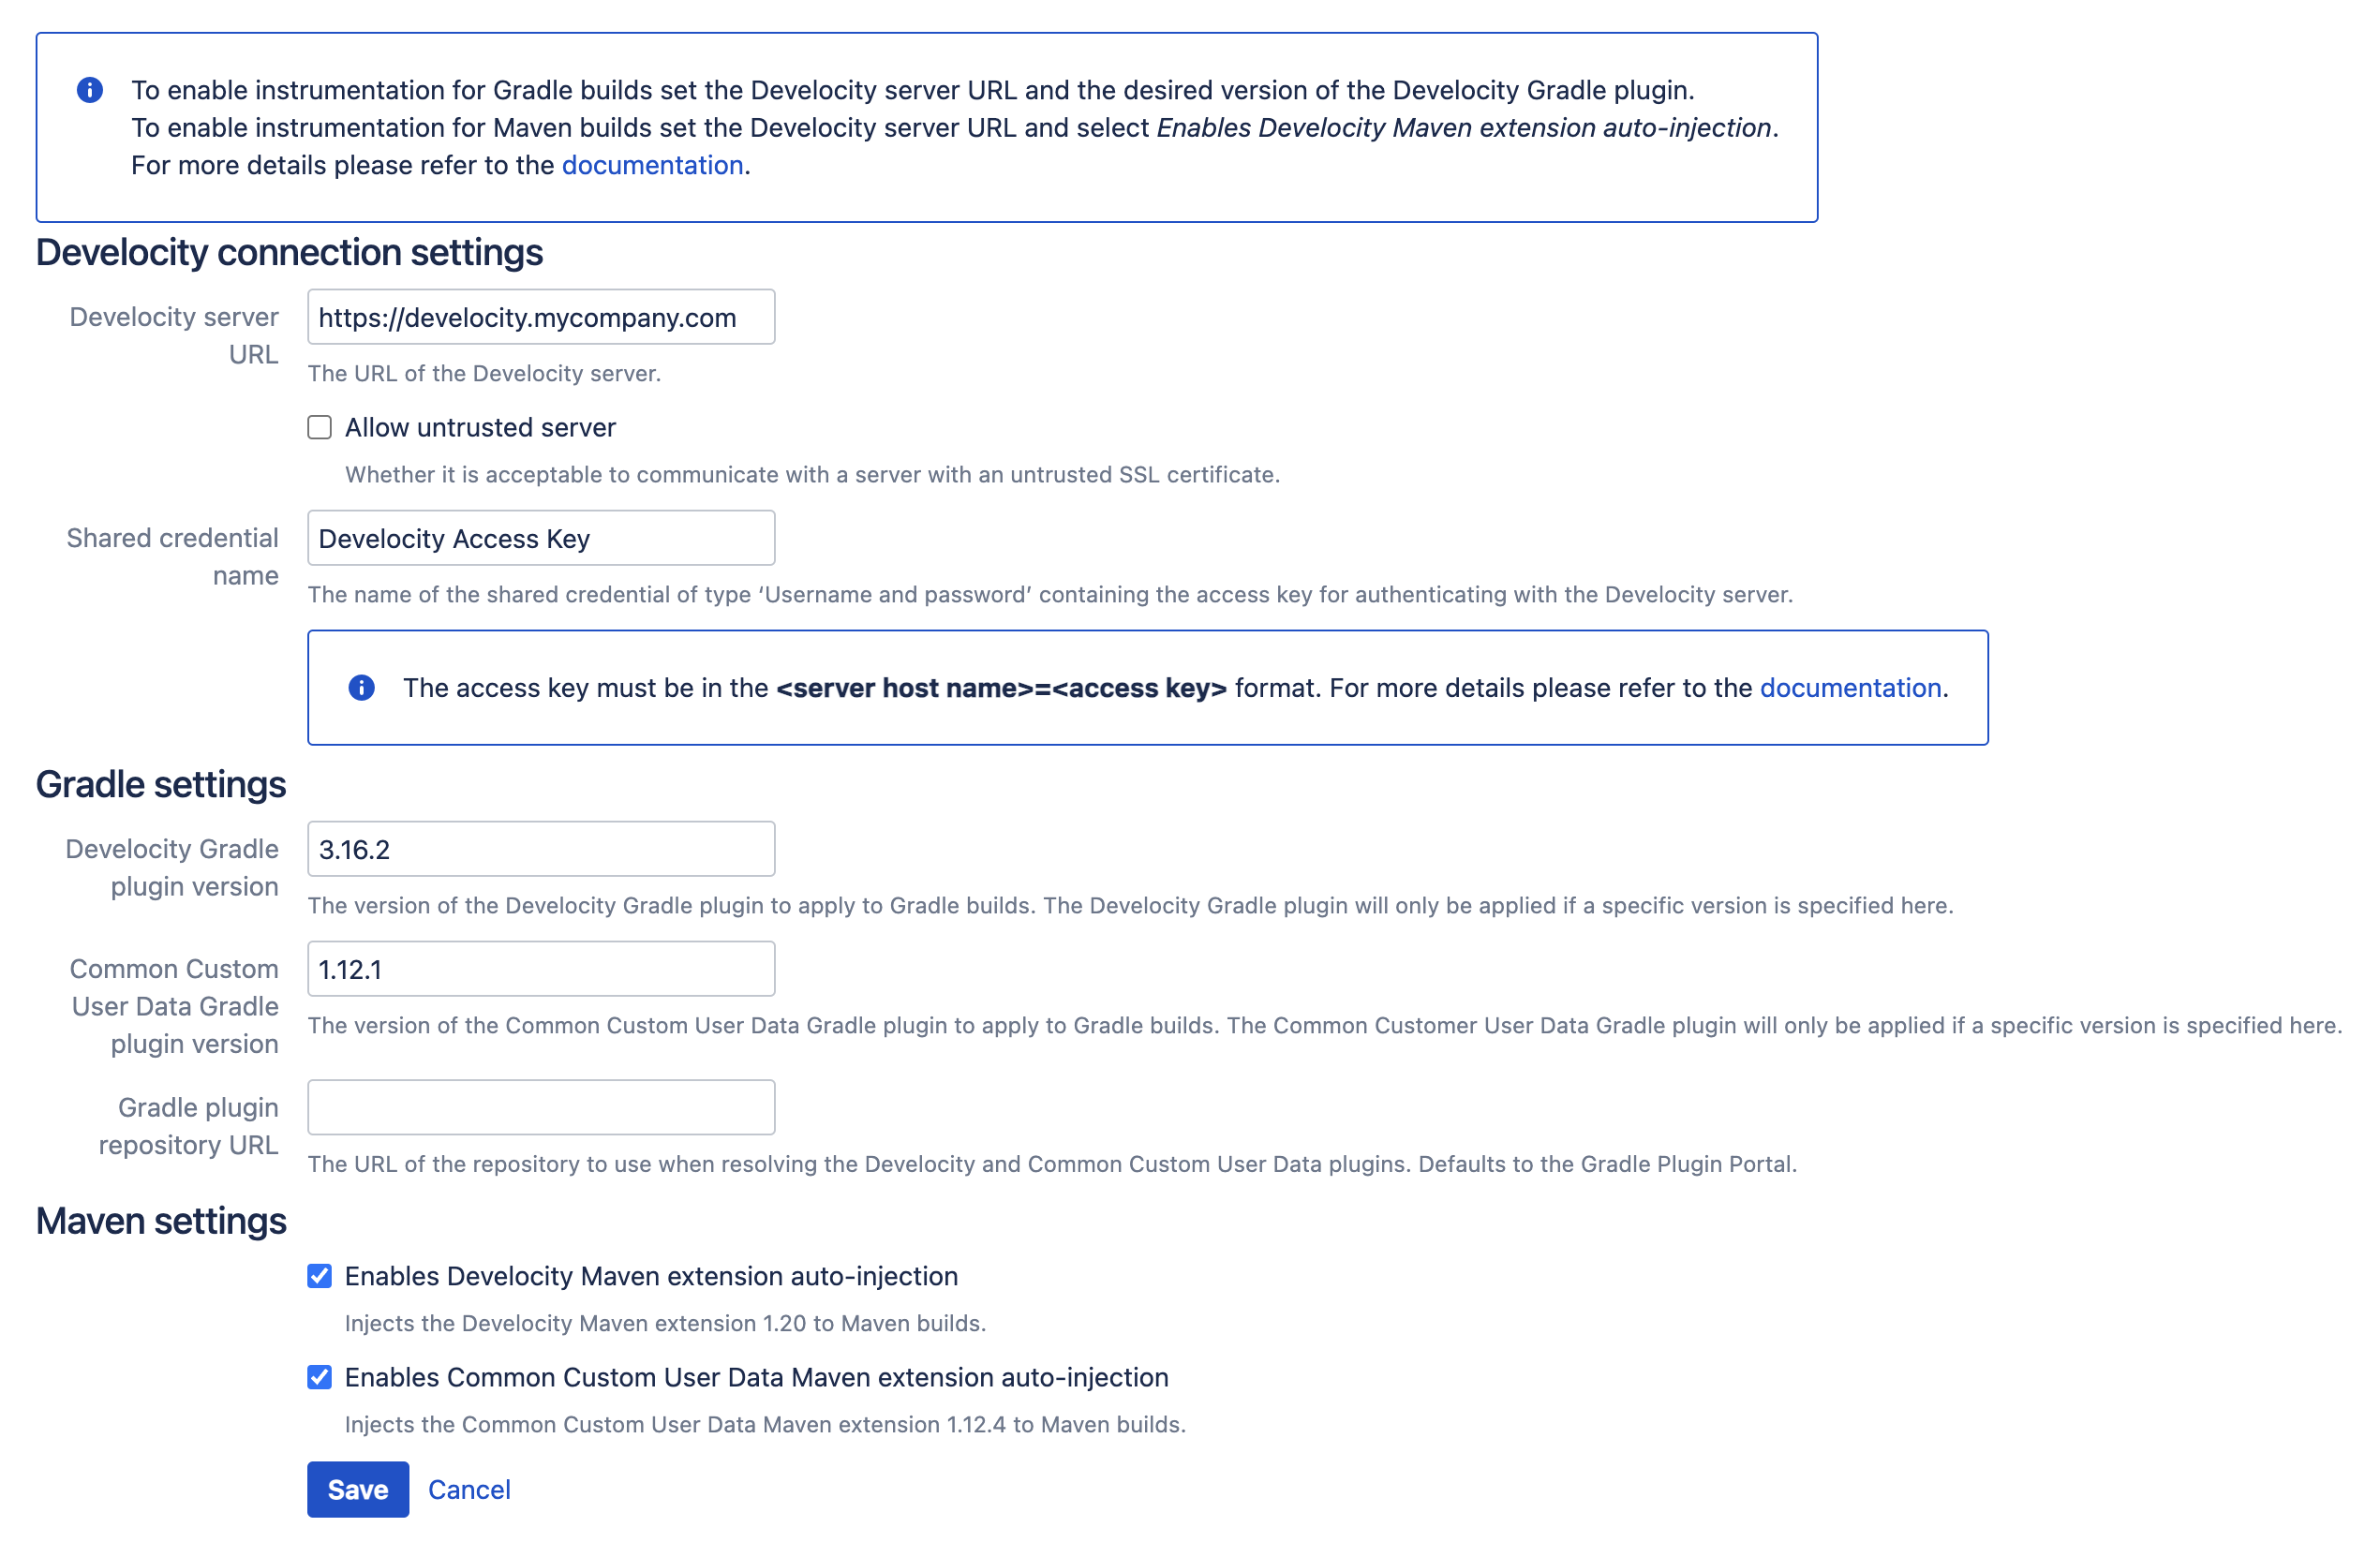 To enable instrumentation for Gradle builds set the Develocity server URL and the desired version of the Develocity Gradle plugin.
To enable instrumentation for Maven builds set the Develocity server URL and select Enables Develocity Maven extension auto-injection.
For more details please refer to the documentation.
Develocity connection settings
Develocity server
URL
https://develocity.mycompany.com
The URL of the Develocity server.
Allow untrusted server
Whether it is acceptable to communicate with a server with an untrusted SSL certificate.
Shared credential
name
Develocity Access Key
The name of the shared credential of type ‘Username and password’ containing the access key for authenticating with the Develocity server.
The access key must be in the <server host name>=<access key> format. For more details please refer to the documentation.
Gradle settings
Develocity Gradle
plugin version
3.16.2
The version of the Develocity Gradle plugin to apply to Gradle builds. The Develocity Gradle plugin will only be applied if a specific version is specified here.
Common Custom
User Data Gradle
plugin version
1.12.1
The version of the Common Custom User Data Gradle plugin to apply to Gradle builds. The Common Customer User Data Gradle plugin will only be applied if a specific version is specified here.
Gradle plugin
repository URL
The URL of the repository to use when resolving the Develocity and Common Custom User Data plugins. Defaults to the Gradle Plugin Portal.
Maven settings
Enables Develocity Maven extension auto-injection
Injects the Develocity Maven extension 1.20 to Maven builds.
Enables Common Custom User Data Maven extension auto-injection
Injects the Common Custom User Data Maven extension 1.12.4 to Maven builds.
Save Cancel